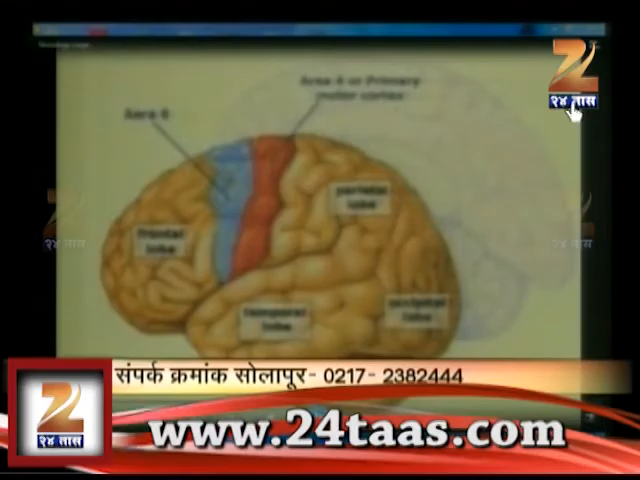 Area 4 or Primary
motor cortex
Aera 6
२४ तास
parietal
lobe
frontal
lobe
temporal
lobe
occipital
lobe
संपर्क क्रमांक सोलापूर- 0217- 2382444
२४ तास
www.24taas.com